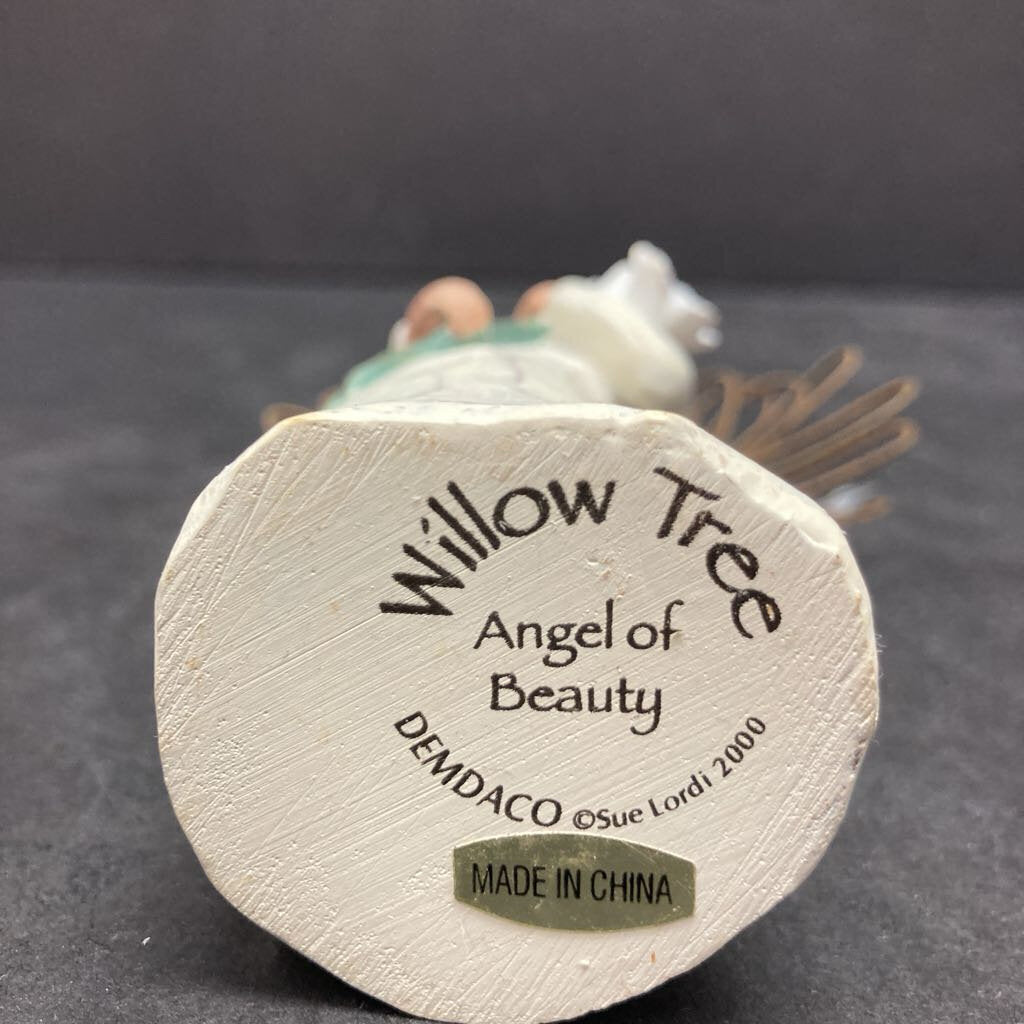 Willow Tree
Angel of
Beauty
DEMDACO ©Sue Lordi 2000
MADE IN CHINA